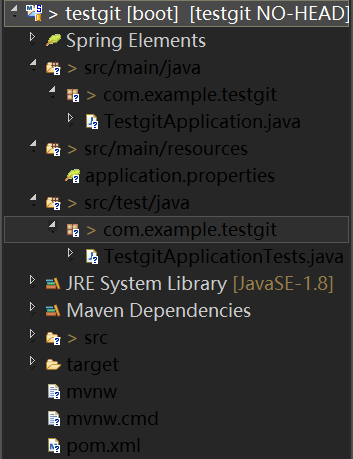 > testgit [boot] [testgit NO-HEAD]
Spring Elements
> src/main/java
> com.example.testgit
TestgitApplication.java
> src/main/resources
application.properties
> src/test/java
> com.example.testgit
TestgitApplicationTests.java
JRE System Library [JavaSE-1.8]
Maven Dependencies
> src
target
mvnw
mvnw.cmd
pom.xml